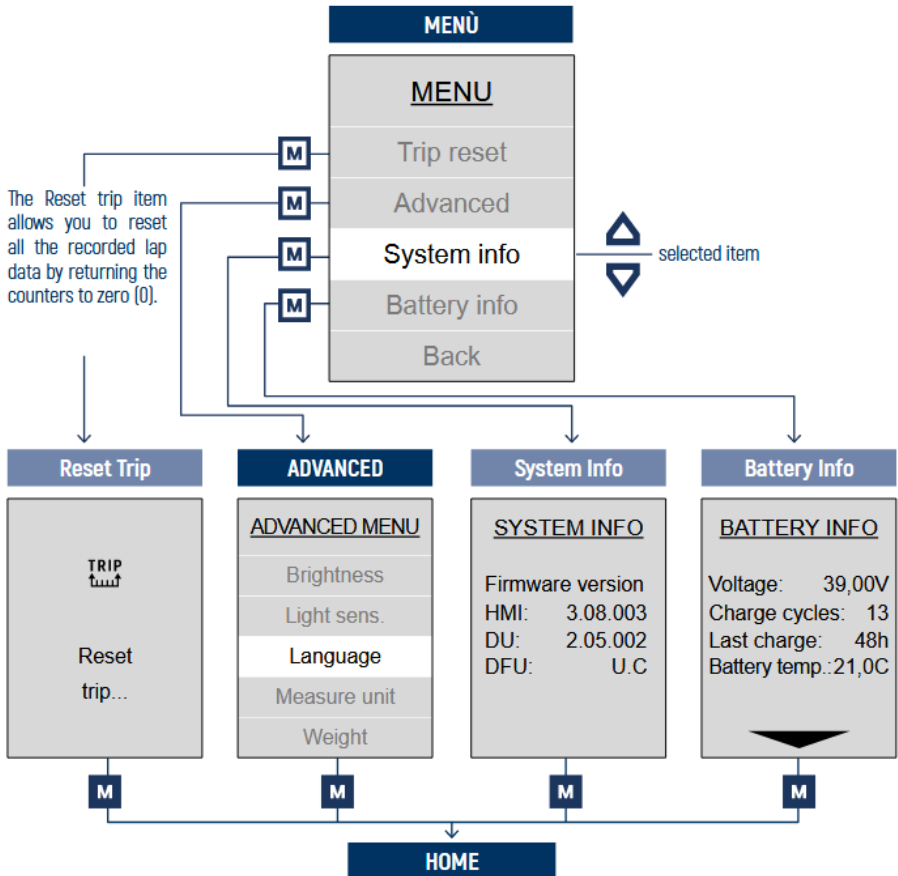 MENÙ
MENU
Trip reset
Advanced
System info
Battery info
Back
M
M
M
M
The Reset trip item
allows you to reset
all the recorded lap
data by returning the
counters to zero (0).
selected item
Reset Trip
TRIP
Reset
trip...
M
ADVANCED
ADVANCED MENU
Brightness
Light sens.
Language
Measure unit
Weight
M
System Info
SYSTEM INFO
Firmware version
HMI: 3.08.003
DU: 2.05.002
DFU: U.C
M
Battery Info
BATTERY INFO
Voltage: 39,00V
Charge cycles: 13
Last charge: 48h
Battery temp.:21,0C
M
HOME